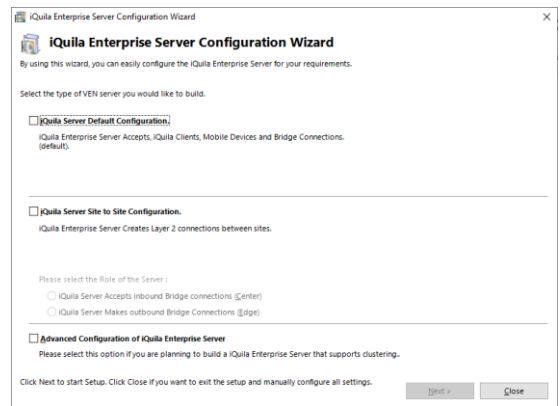 iQuila Enterprise Server Configuration Wizard
iQuila Enterprise Server Configuration Wizard
By using this wizard, you can easily configure the iQuila Enterprise Server for your requirements.
Select the type of VEN server you would like to build.
iQuila Server Default Configuration.
iQuila Enterprise Server Accepts, iQuila Clients, Mobile Devices and Bridge Connections.
(default).
iQuila Server Site to Site Configuration.
iQuila Enterprise Server Creates Layer 2 connections between sites.
Please select the Role of the Server :
iQuila Server Accepts inbound Bridge connections (Center)
iQuila Server Makes outbound Bridge Connections (Edge)
Advanced Configuration of iQuila Enterprise Server
Please select this option if you are planning to build a iQuila Enterprise Server that supports clustering..
Click Next to start Setup. Click Close if you want to exit the setup and manually configure all settings.
Next >
Close